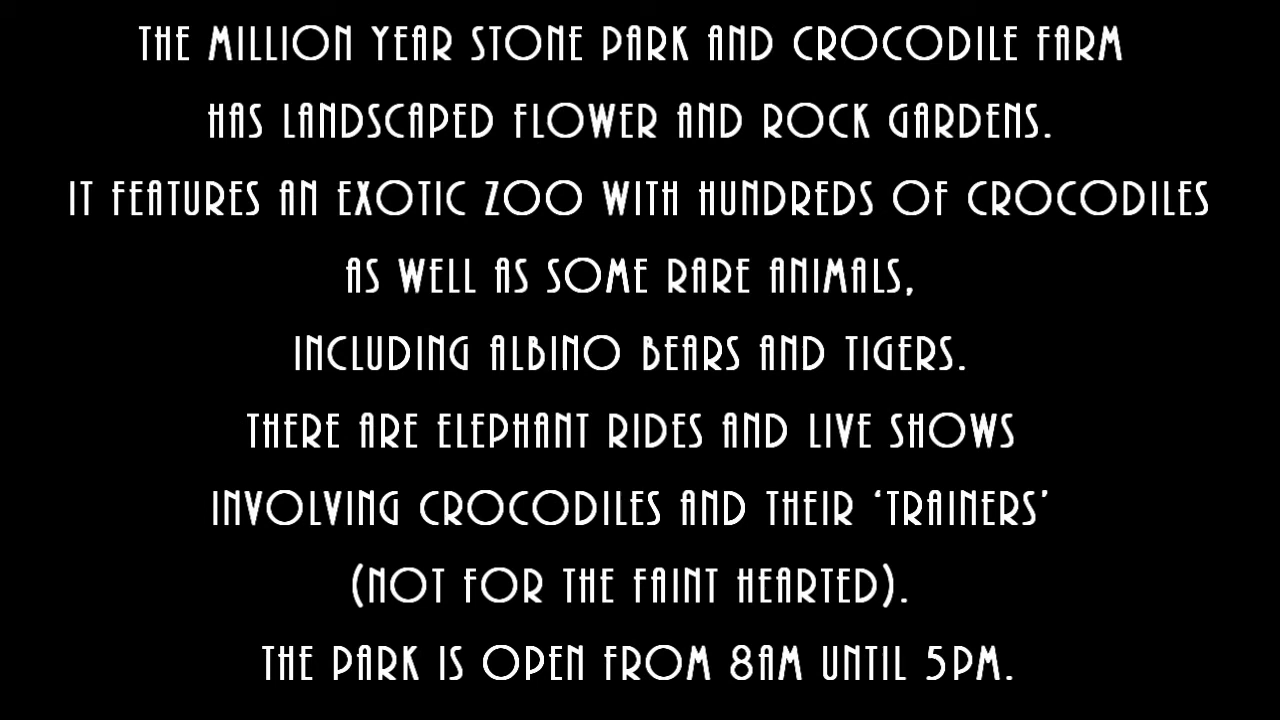 THE MILLION YEAR STONE PARK AND CROCODILE FARM
HAS LANDSCAPED FLOWER AND ROCK GARDENS.
IT FEATURES AN EXOTIC ZOO WITH HUNDREDS OF CROCODILES
AS WELL AS SOME RARE ANIMALS,
INCLUDING ALBINO BEARS AND TIGERS.
THERE ARE ELEPHANT RIDES AND LIVE SHOWS
INVOLVING CROCODILES AND THEIR ‘TRAINERS’
(NOT FOR THE FAINT HEARTED).
THE PARK IS OPEN FROM 8AM UNTIL 5PM.